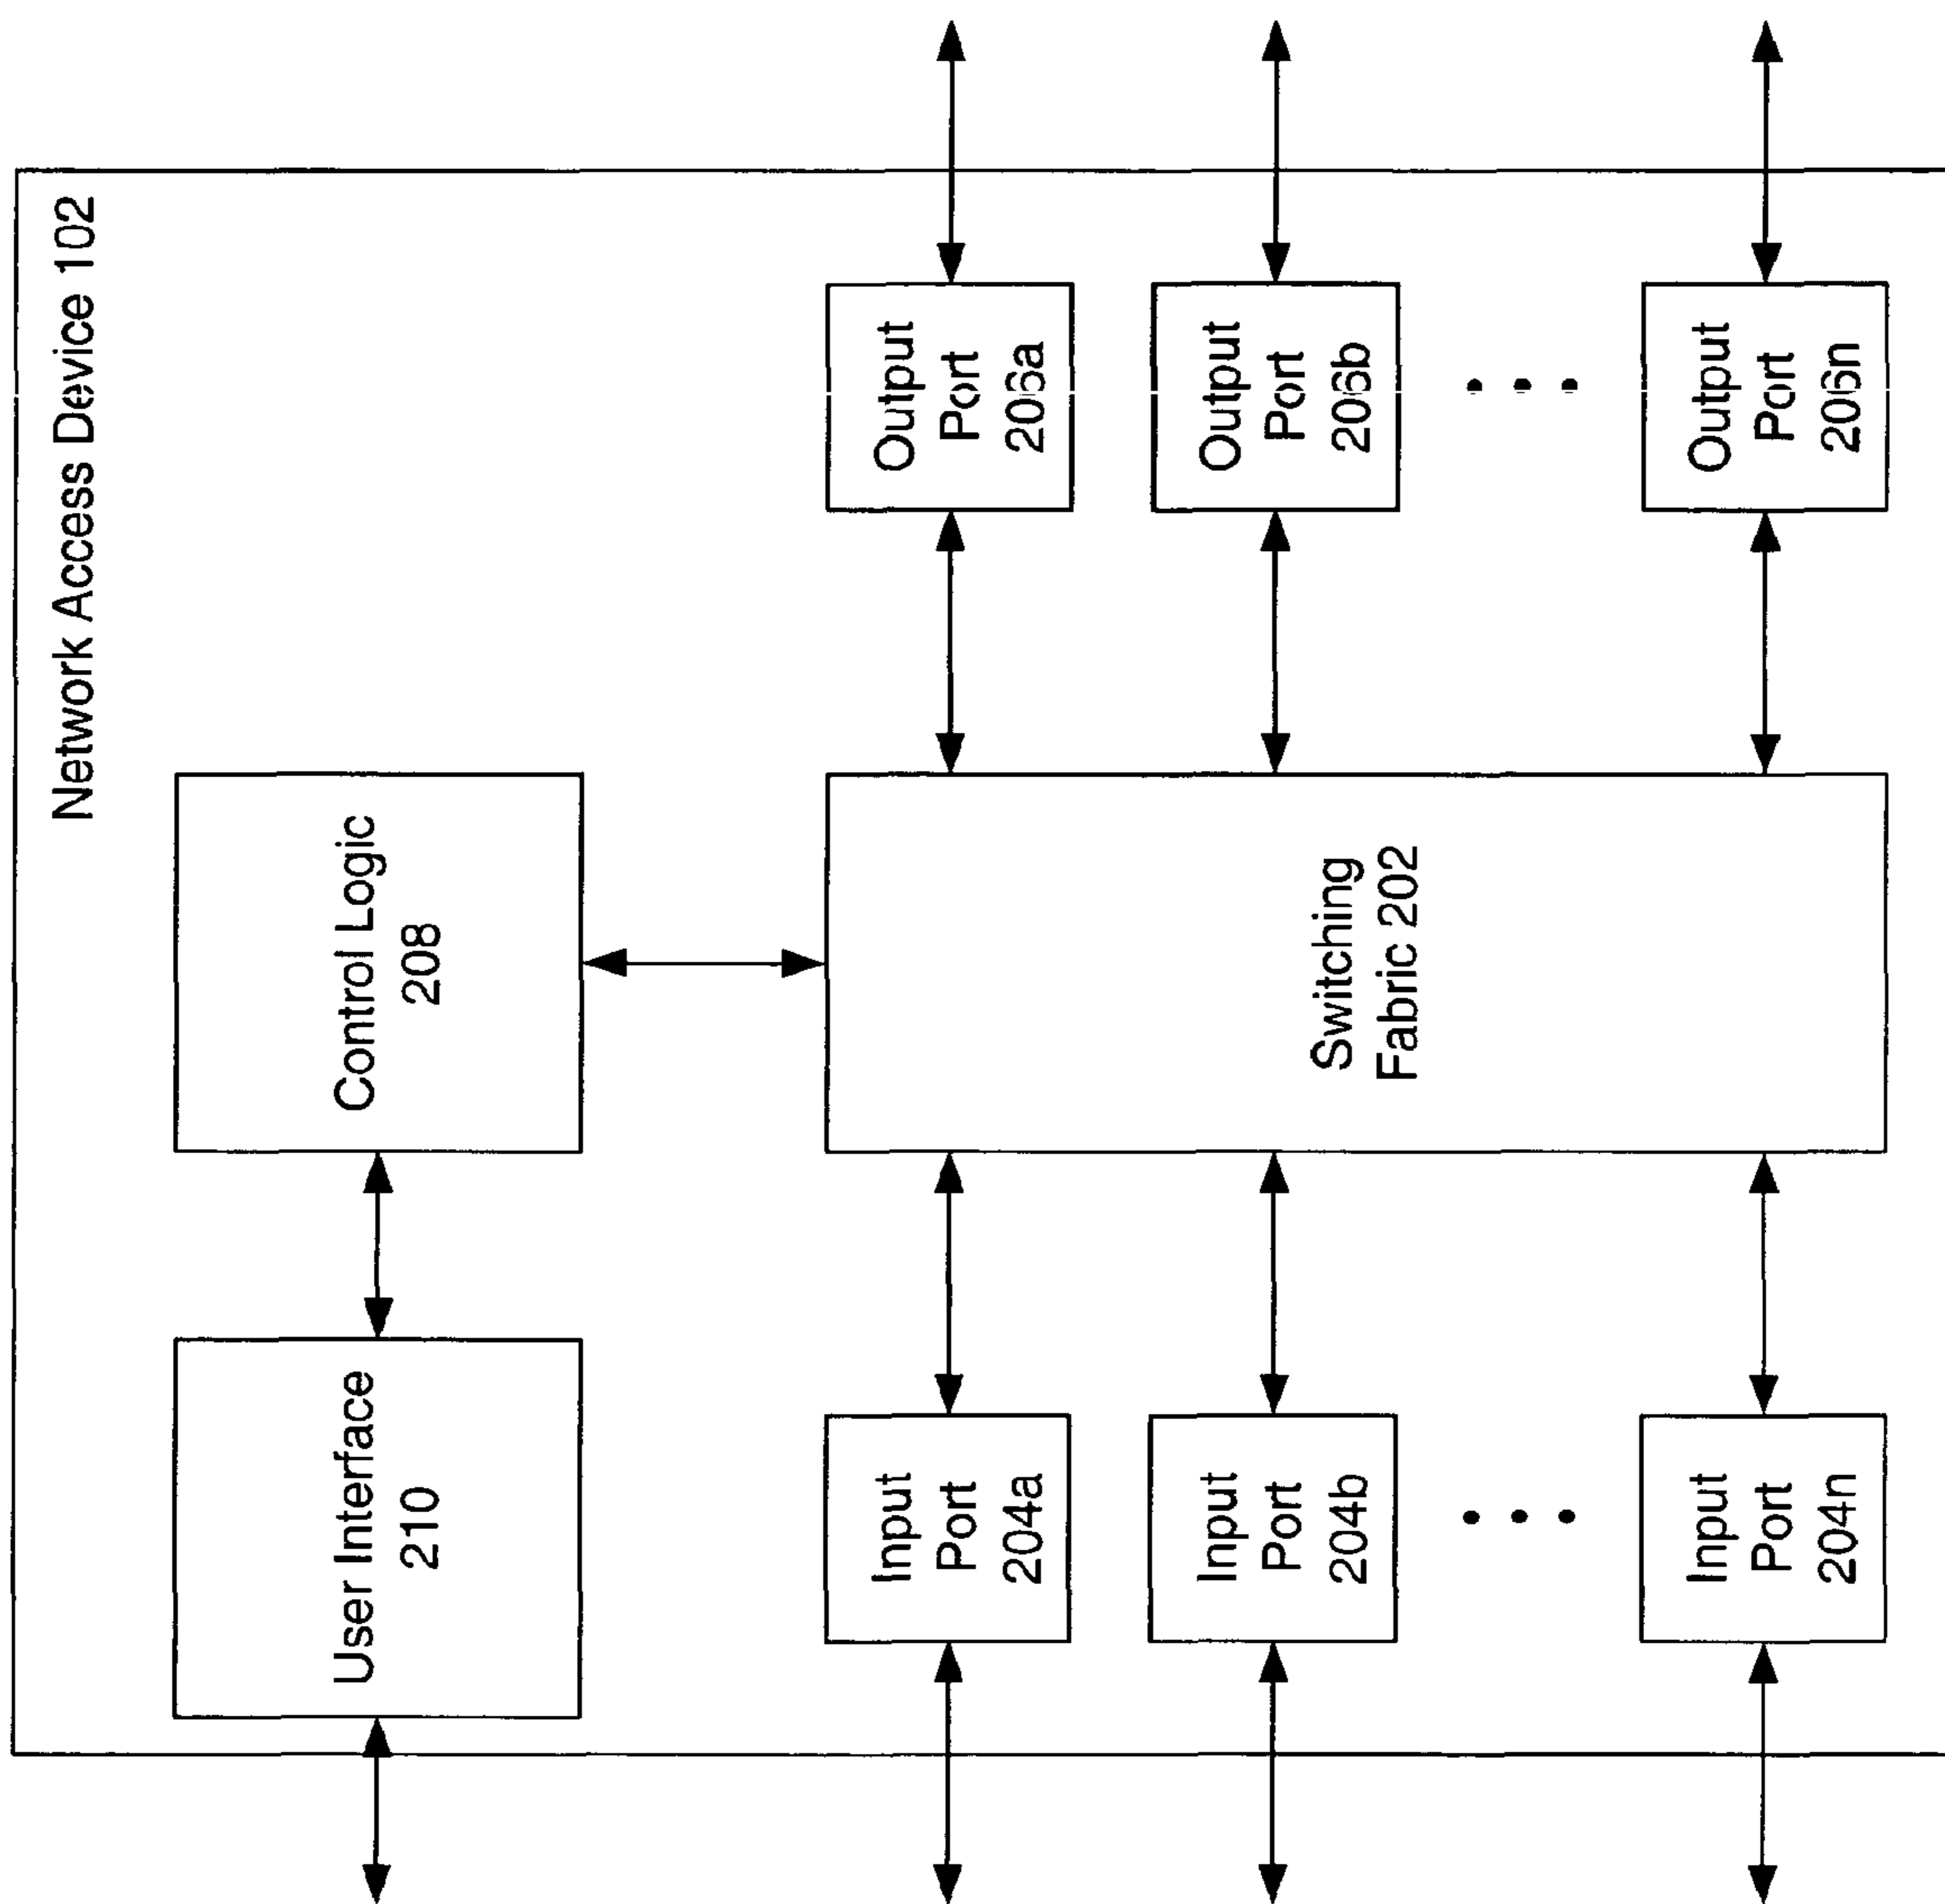 Network Access Device 102
User Interface
210
Control Logic
208
Input
Port
204a
Switching
Fabric 202
Output
Port
206a
Input
Port
204b
Output
Port
206b
Input
Port
204n
Output
Port
206n